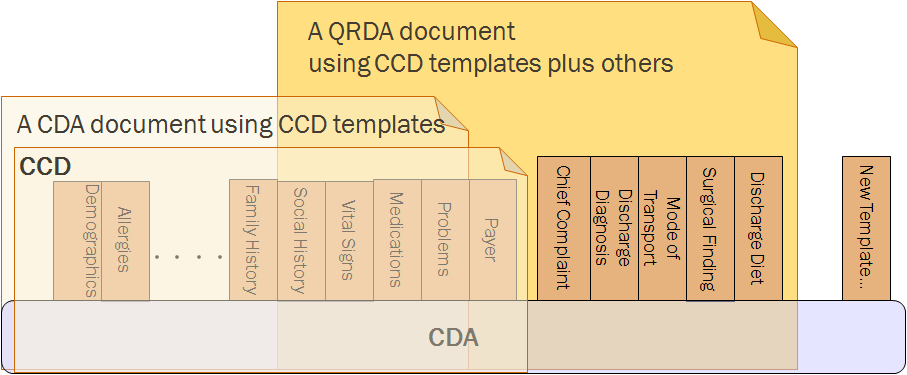 A QRDA document
using CCD templates plus others
A CDA document using CCD templates
CCD
Demographics
Allergies
. . . .
Family History
Social History
Vital Signs
Medications
Problems
Payer
Chief Complaint
Discharge
Diagnosis
Mode of
Transport
Surgical Finding
Discharge Diet
New Template...
CDA